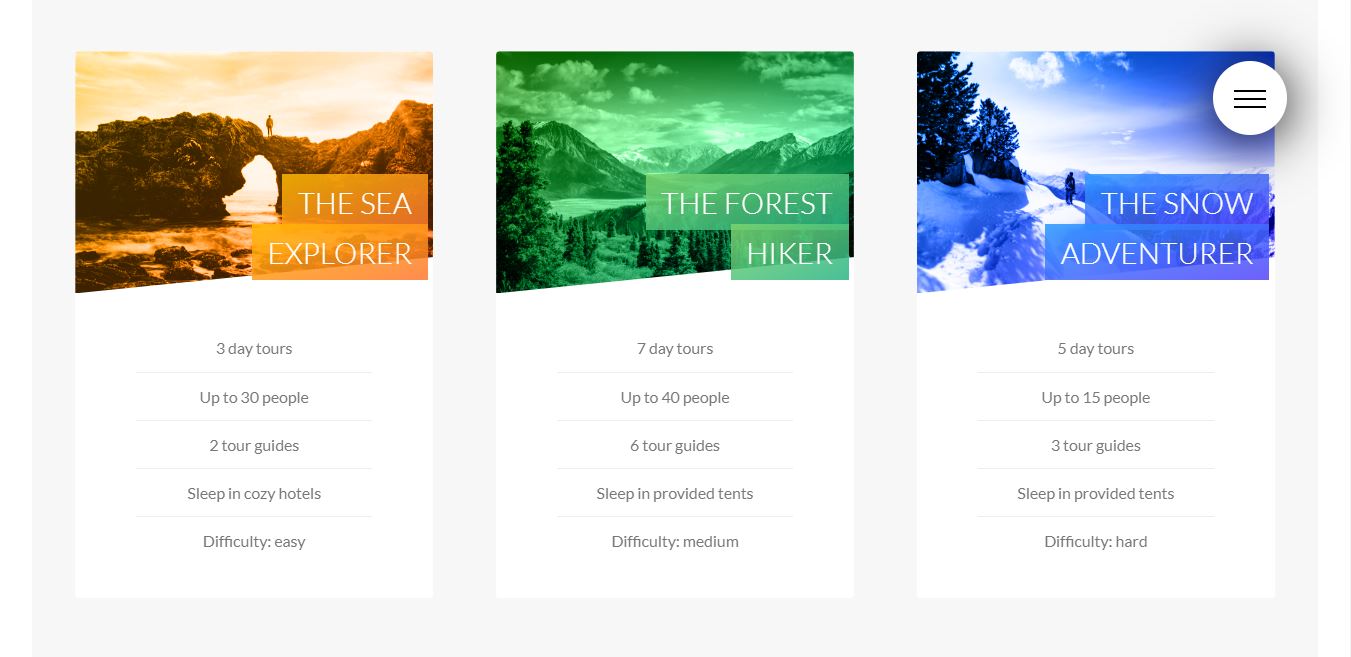 THE SEA
EXPLORER
3 day tours
Up to 30 people
2 tour guides
Sleep in cozy hotels
Difficulty: easy
THE FOREST
HIKER
7 day tours
Up to 40 people
6 tour guides
Sleep in provided tents
Difficulty: medium
THE SNOW
ADVENTURER
5 day tours
Up to 15 people
3 tour guides
Sleep in provided tents
Difficulty: hard